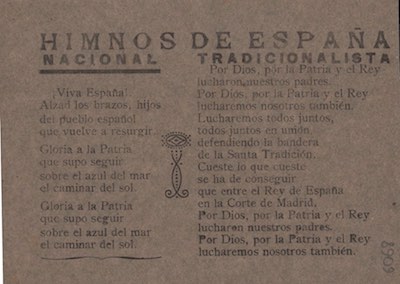 HIMNOS DE ESPAÑA
NACIONAL
¡Viva España!
Alzad los brazos, hijos
del pueblo español
que vuelve a resurgir.
Gloria a la Patria
que supo seguir
sobre el azul del mar
el caminar del sol.
Gloria a la Patria
que supo seguir
sobre el azul del mar
el caminar del sol.
TRADICIONALISTA
Por Dios, por la Patria y el Rey
lucharon nuestros padres.
Por Dios, por la Patria y el Rey
lucharemos nosotros también.
Lucharemos todos juntos,
todos juntos en unión
defendiendo la bandera
de la Santa Tradición.
Cueste lo que cueste
se ha de conseguir
que entre el Rey de España
en la Corte de Madrid.
Por Dios, por la Patria y el Rey
lucharon nuestros padres.
Por Dios, por la Patria y el Rey
lucharemos nosotros también.